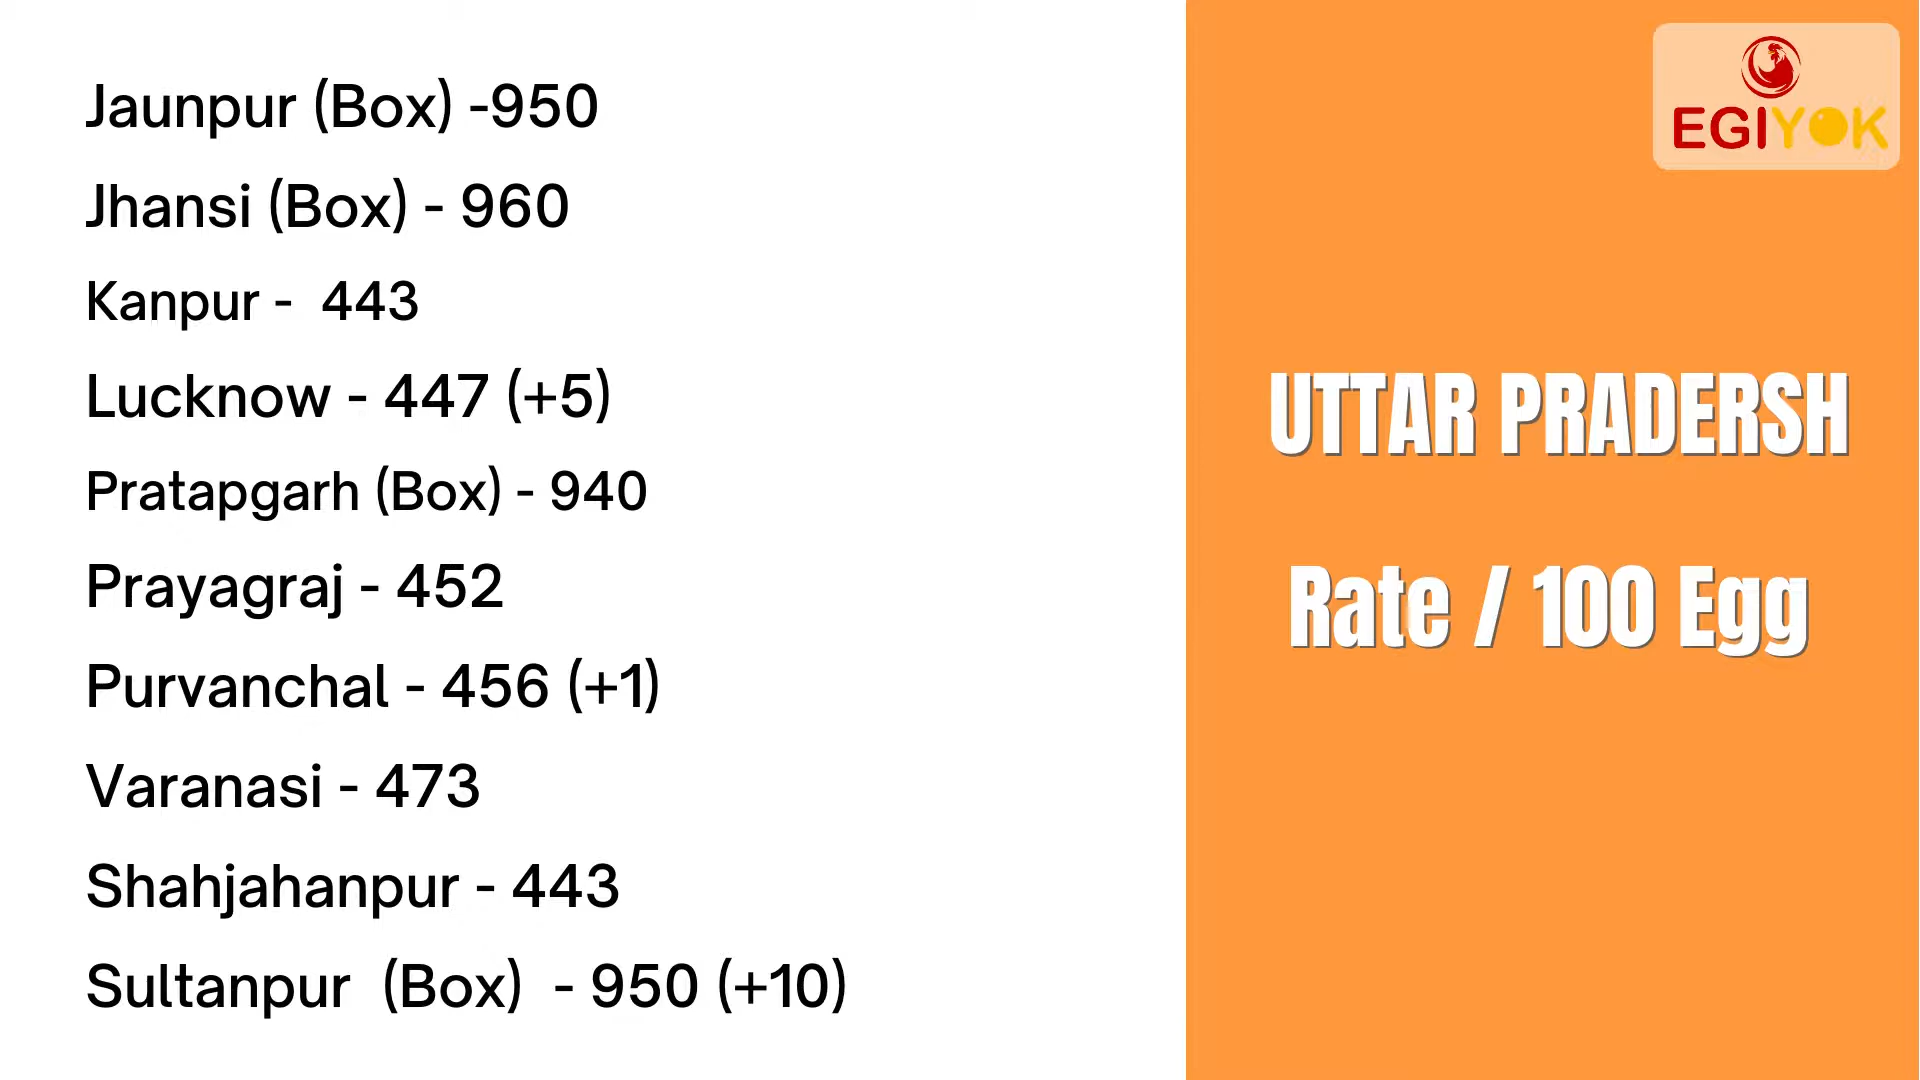 Jaunpur (Box) -950
Jhansi (Box) - 960
Kanpur -  443
Lucknow - 447 (+5)
Pratapgarh (Box) - 940
Prayagraj - 452
Purvanchal - 456 (+1)
Varanasi - 473
Shahjahanpur - 443
Sultanpur  (Box)  - 950 (+10)
EGIYOK
UTTAR PRADERSH
Rate / 100 Egg